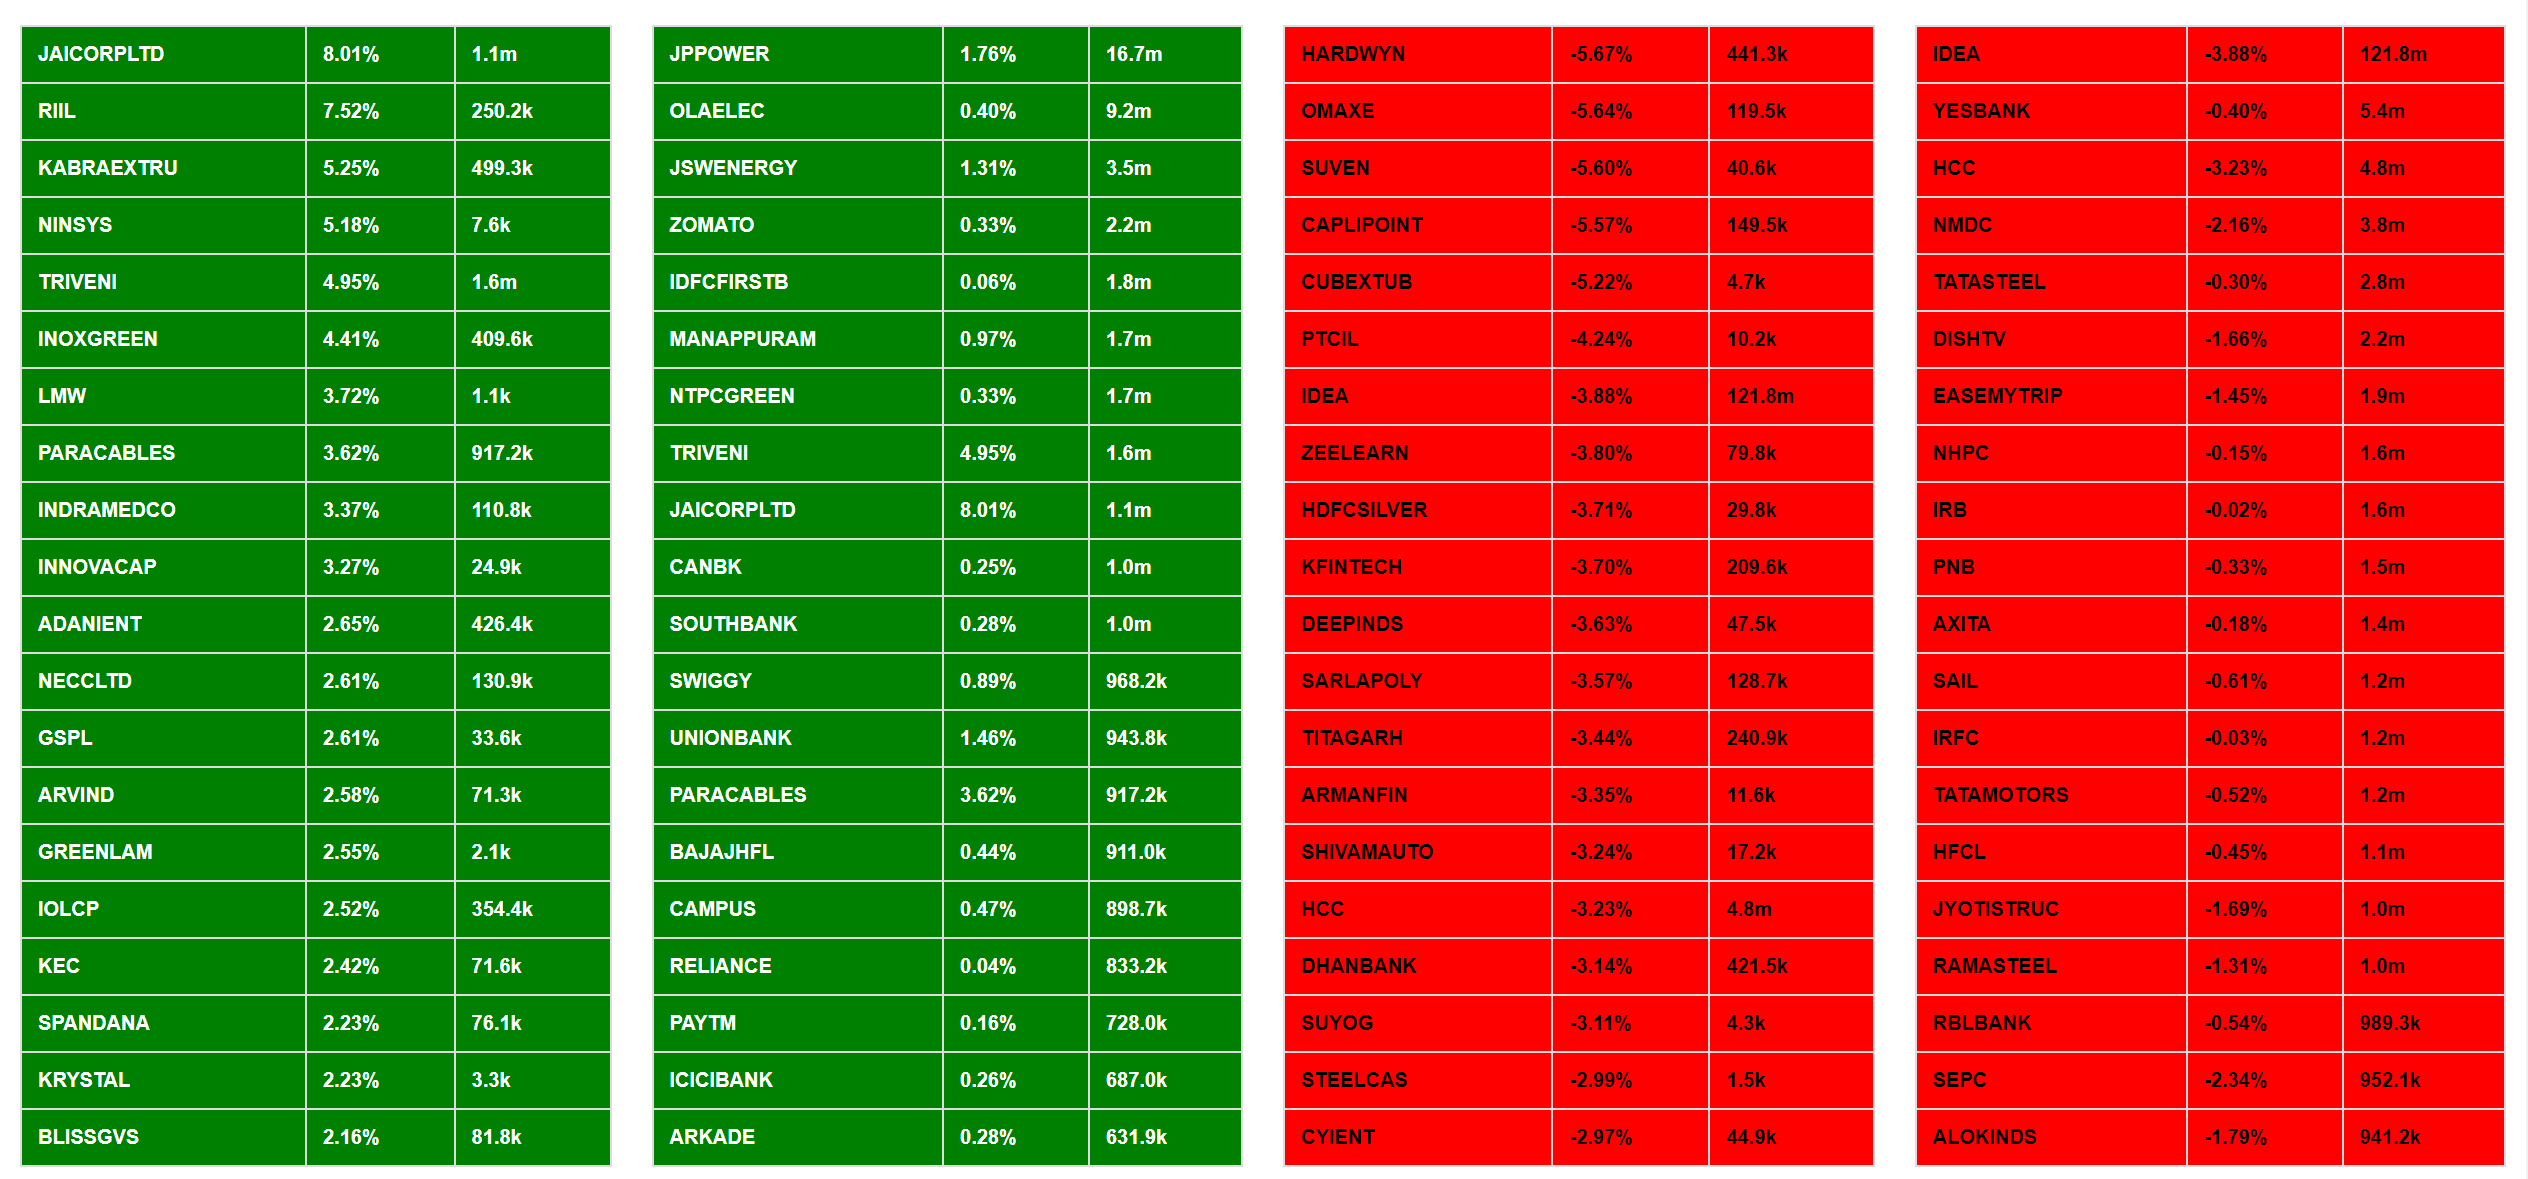 JAICORPLTD 8.01% 1.1m
RIIL 7.52% 250.2k
KABRAEXTRU 5.25% 499.3k
NINSYS 5.18% 7.6k
TRIVENI 4.95% 1.6m
INOXGREEN 4.41% 409.6k
LMW 3.72% 1.1k
PARACABLES 3.62% 917.2k
INDRAMEDCO 3.37% 110.8k
INNOVACAP 3.27% 24.9k
ADANIENT 2.65% 426.4k
NECCLTD 2.61% 130.9k
GSPL 2.61% 33.6k
ARVIND 2.58% 71.3k
GREENLAM 2.55% 2.1k
IOLCP 2.52% 354.4k
KEC 2.42% 71.6k
SPANDANA 2.23% 76.1k
KRYSTAL 2.23% 3.3k
BLISSGVS 2.16% 81.8k
JPPOWER 1.76% 16.7m
OLAELEC 0.40% 9.2m
JSWENERGY 1.31% 3.5m
ZOMATO 0.33% 2.2m
IDFCFIRSTB 0.06% 1.8m
MANAPPURAM 0.97% 1.7m
NTPCGREEN 0.33% 1.7m
TRIVENI 4.95% 1.6m
JAICORPLTD 8.01% 1.1m
CANBK 0.25% 1.0m
SOUTHBANK 0.28% 1.0m
SWIGGY 0.89% 968.2k
UNIONBANK 1.46% 943.8k
PARACABLES 3.62% 917.2k
BAJAJHFL 0.44% 911.0k
CAMPUS 0.47% 898.7k
RELIANCE 0.04% 833.2k
PAYTM 0.16% 728.0k
ICICIBANK 0.26% 687.0k
ARKADE 0.28% 631.9k
HARDWYN -5.67% 441.3k
OMAXE -5.64% 119.5k
SUVEN -5.60% 40.6k
CAPLIPOINT -5.57% 149.5k
CUBEXTUB -5.22% 4.7k
PTCIL -4.24% 10.2k
IDEA -3.88% 121.8m
ZEELEARN -3.80% 79.8k
HDFCSILVER -3.71% 29.8k
KFINTECH -3.70% 209.6k
DEEPINDS -3.63% 47.5k
SARLAPOLY -3.57% 128.7k
TITAGARH -3.44% 240.9k
ARMANFIN -3.35% 11.6k
SHIVAMAUTO -3.24% 17.2k
HCC -3.23% 4.8m
DHANBANK -3.14% 421.5k
SUYOG -3.11% 4.3k
STEELCAS -2.99% 1.5k
CYIENT -2.97% 44.9k
IDEA -3.88% 121.8m
YESBANK -0.40% 5.4m
HCC -3.23% 4.8m
NMDC -2.16% 3.8m
TATASTEEL -0.30% 2.8m
DISHTV -1.66% 2.2m
EASEMYTRIP -1.45% 1.9m
NHPC -0.15% 1.6m
IRB -0.02% 1.6m
PNB -0.33% 1.5m
AXITA -0.18% 1.4m
SAIL -0.61% 1.2m
IRFC -0.03% 1.2m
TATAMOTORS -0.52% 1.2m
HFCL -0.45% 1.1m
JYOTISTRUC -1.69% 1.0m
RAMASTEEL -1.31% 1.0m
RBLBANK -0.54% 989.3k
SEPC -2.34% 952.1k
ALOKINDS -1.79% 941.2k